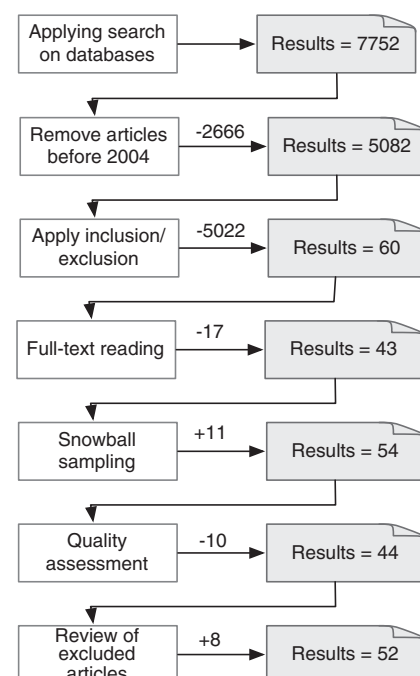 Applying search
on databases
Results = 7752
Remove articles
before 2004
-2666
Results = 5082
Apply inclusion/
exclusion
-5022
Results = 60
Full-text reading
-17
Results = 43
Snowball
sampling
+11
Results = 54
Quality
assessment
-10
Results = 44
Review of
excluded
articles
+8
Results = 52